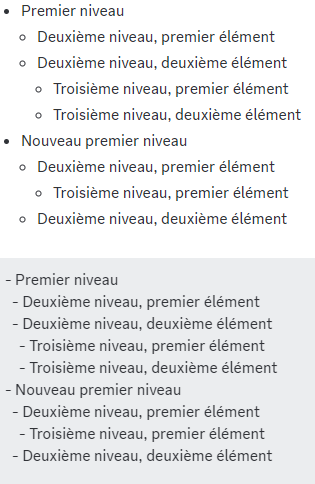 • Premier niveau
  ◦ Deuxième niveau, premier élément
  ◦ Deuxième niveau, deuxième élément
    ◦ Troisième niveau, premier élément
    ◦ Troisième niveau, deuxième élément
• Nouveau premier niveau
  ◦ Deuxième niveau, premier élément
    ◦ Troisième niveau, premier élément
  ◦ Deuxième niveau, deuxième élément
- Premier niveau
  - Deuxième niveau, premier élément
  - Deuxième niveau, deuxième élément
    - Troisième niveau, premier élément
    - Troisième niveau, deuxième élément
- Nouveau premier niveau
  - Deuxième niveau, premier élément
    - Troisième niveau, premier élément
  - Deuxième niveau, deuxième élément